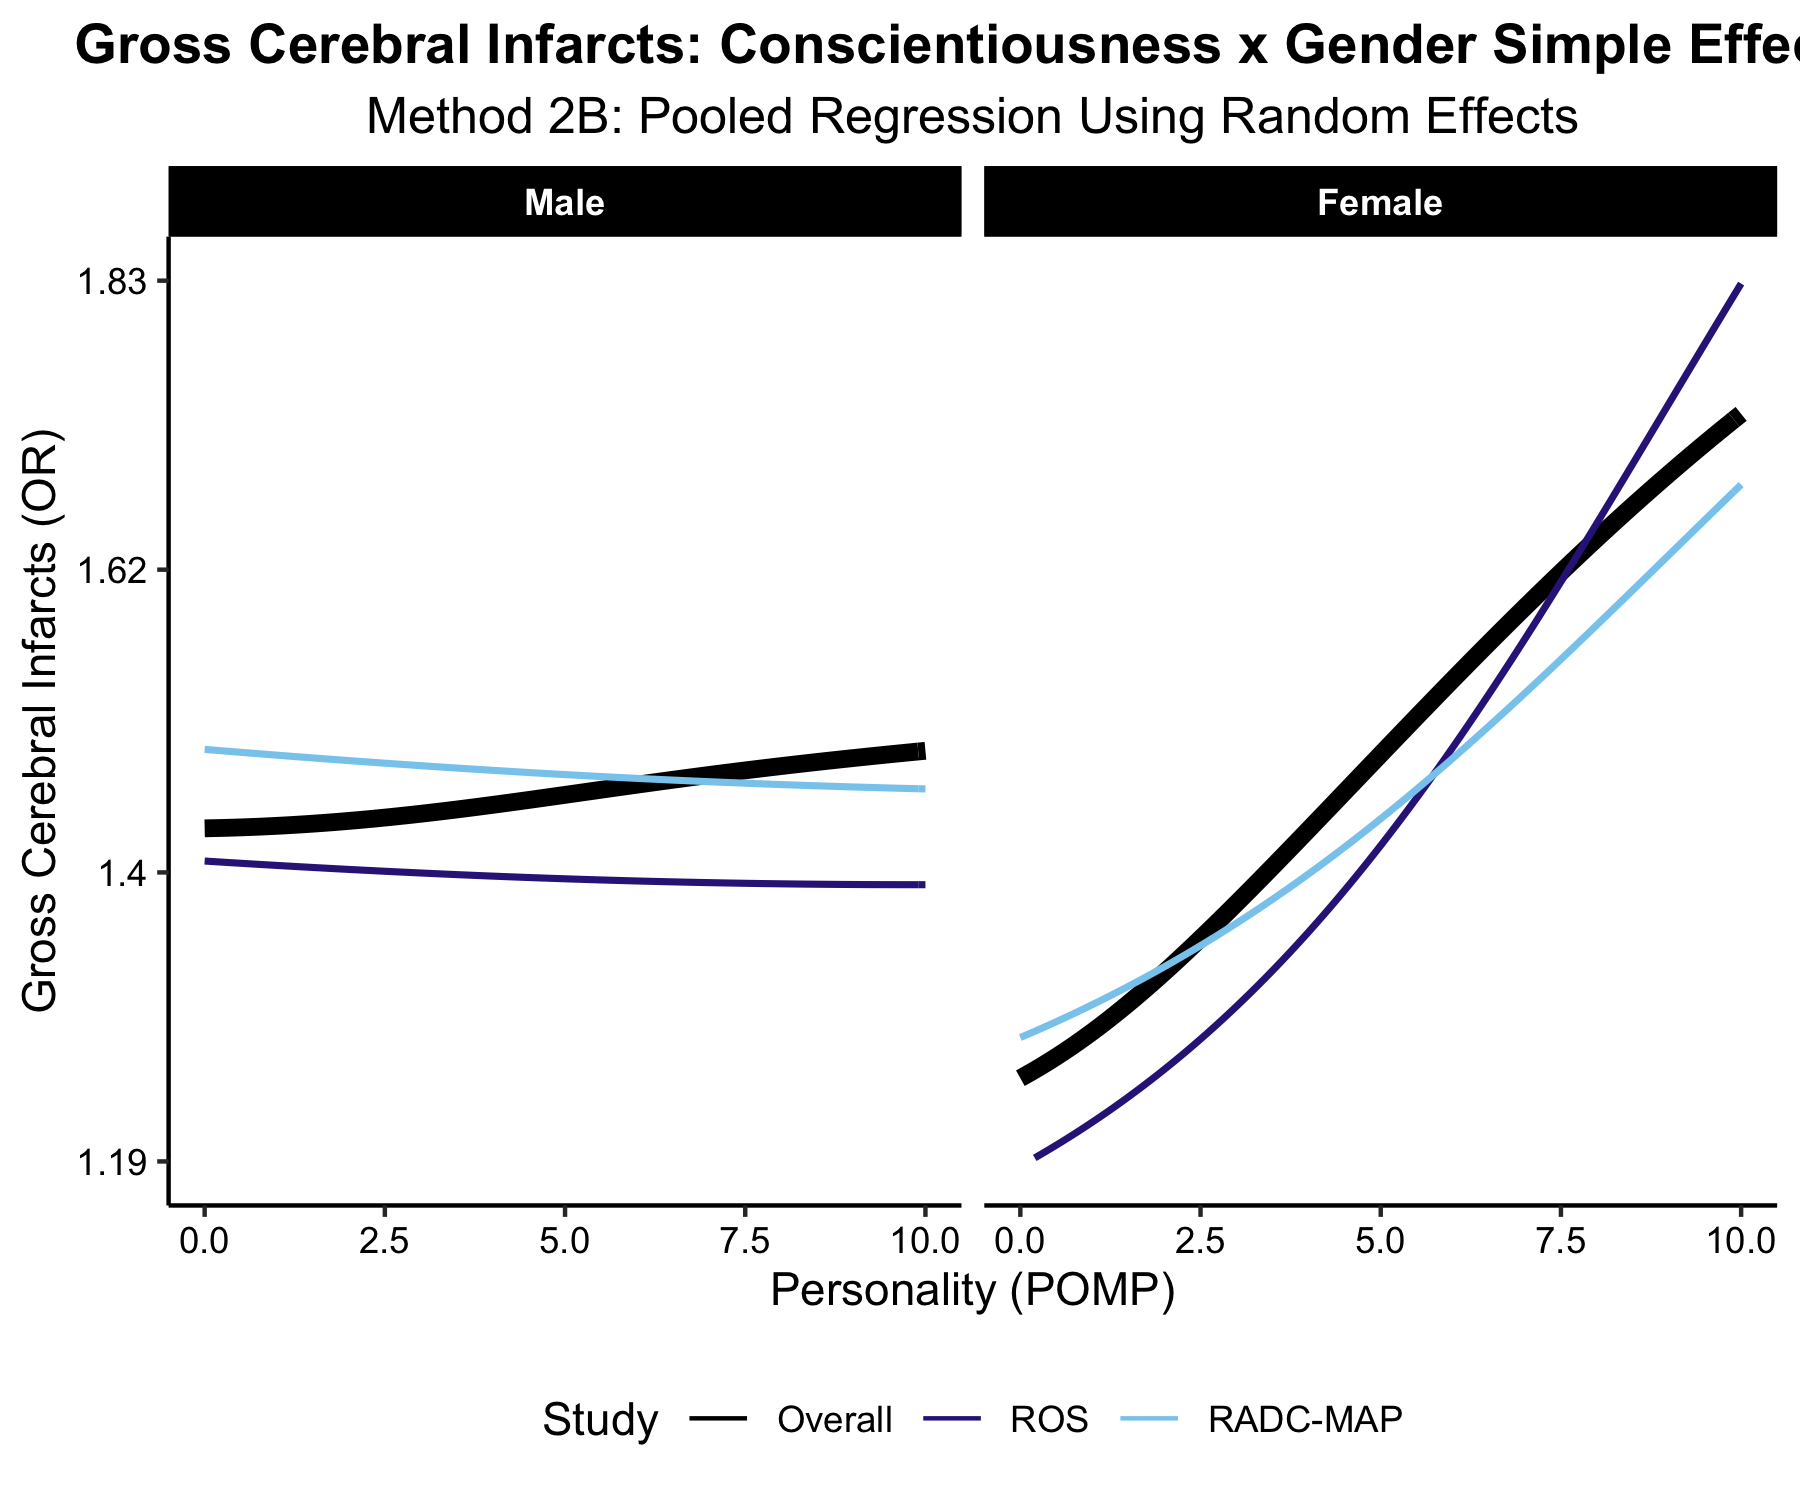 Gross Cerebral Infarcts: Conscientiousness x Gender Simple Effec
Method 2B: Pooled Regression Using Random Effects
Male Female
Gross Cerebral Infarcts (OR)
1.83
1.62
1.4
1.19
0.0 2.5 5.0 7.5 10.0 0.0 2.5 5.0 7.5 10.0
Personality (POMP)
Study Overall ROS RADC-MAP